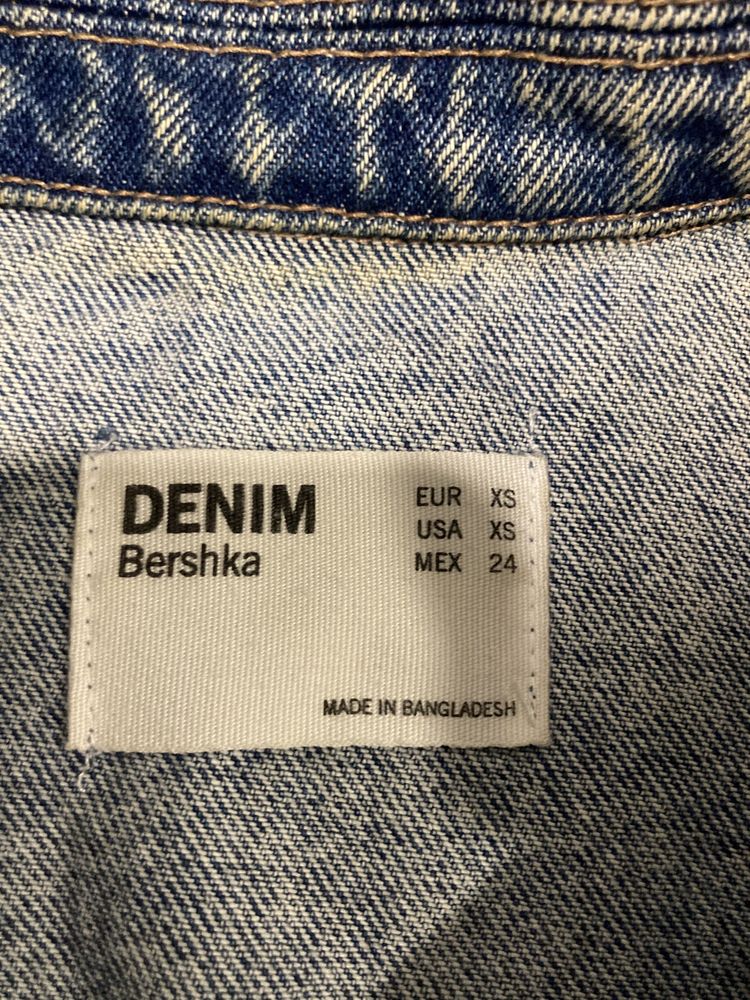 DENIM
Bershka
EUR XS
USA XS
MEX 24
MADE IN BANGLADESH